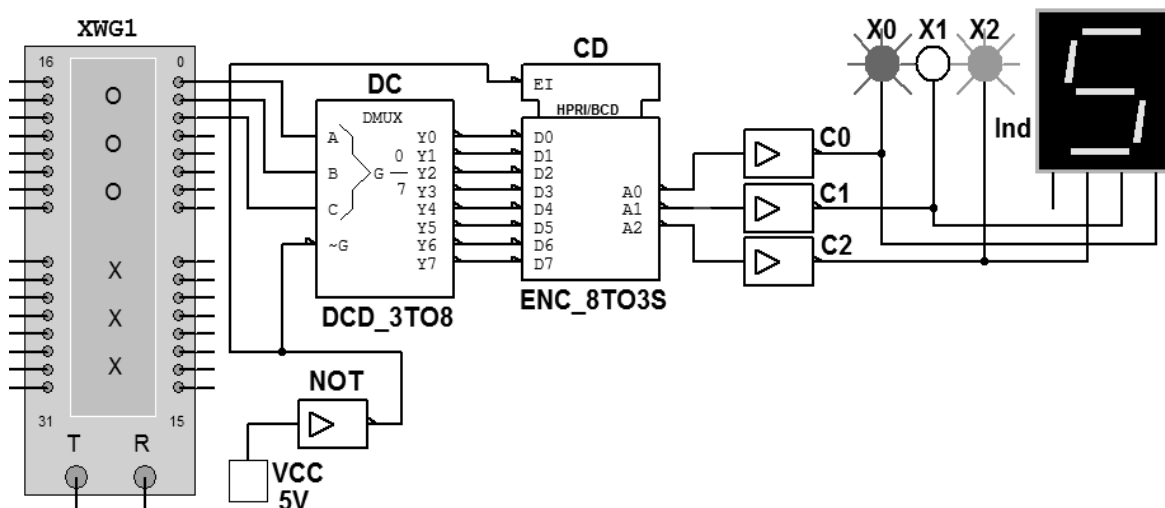 XWG1
16
0
O
O
O
X
X
X
31
15
T
R
DC
DMUX
A
B
C
~G
G
0
7
Y0
Y1
Y2
Y3
Y4
Y5
Y6
Y7
DCD_3TO8
NOT
VCC
5V
CD
EI
HPRI/BCD
D0
D1
D2
D3
D4
D5
D6
D7
A0
A1
A2
ENC_8TO3S
C0
C1
C2
X0 X1 X2
Ind
5